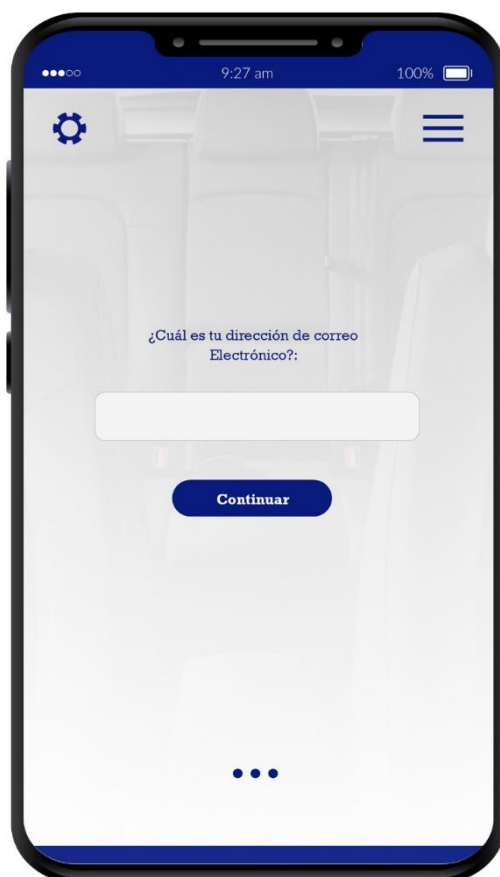 9:27 am
100%
¿Cuál es tu dirección de correo
Electrónico?:
Continuar